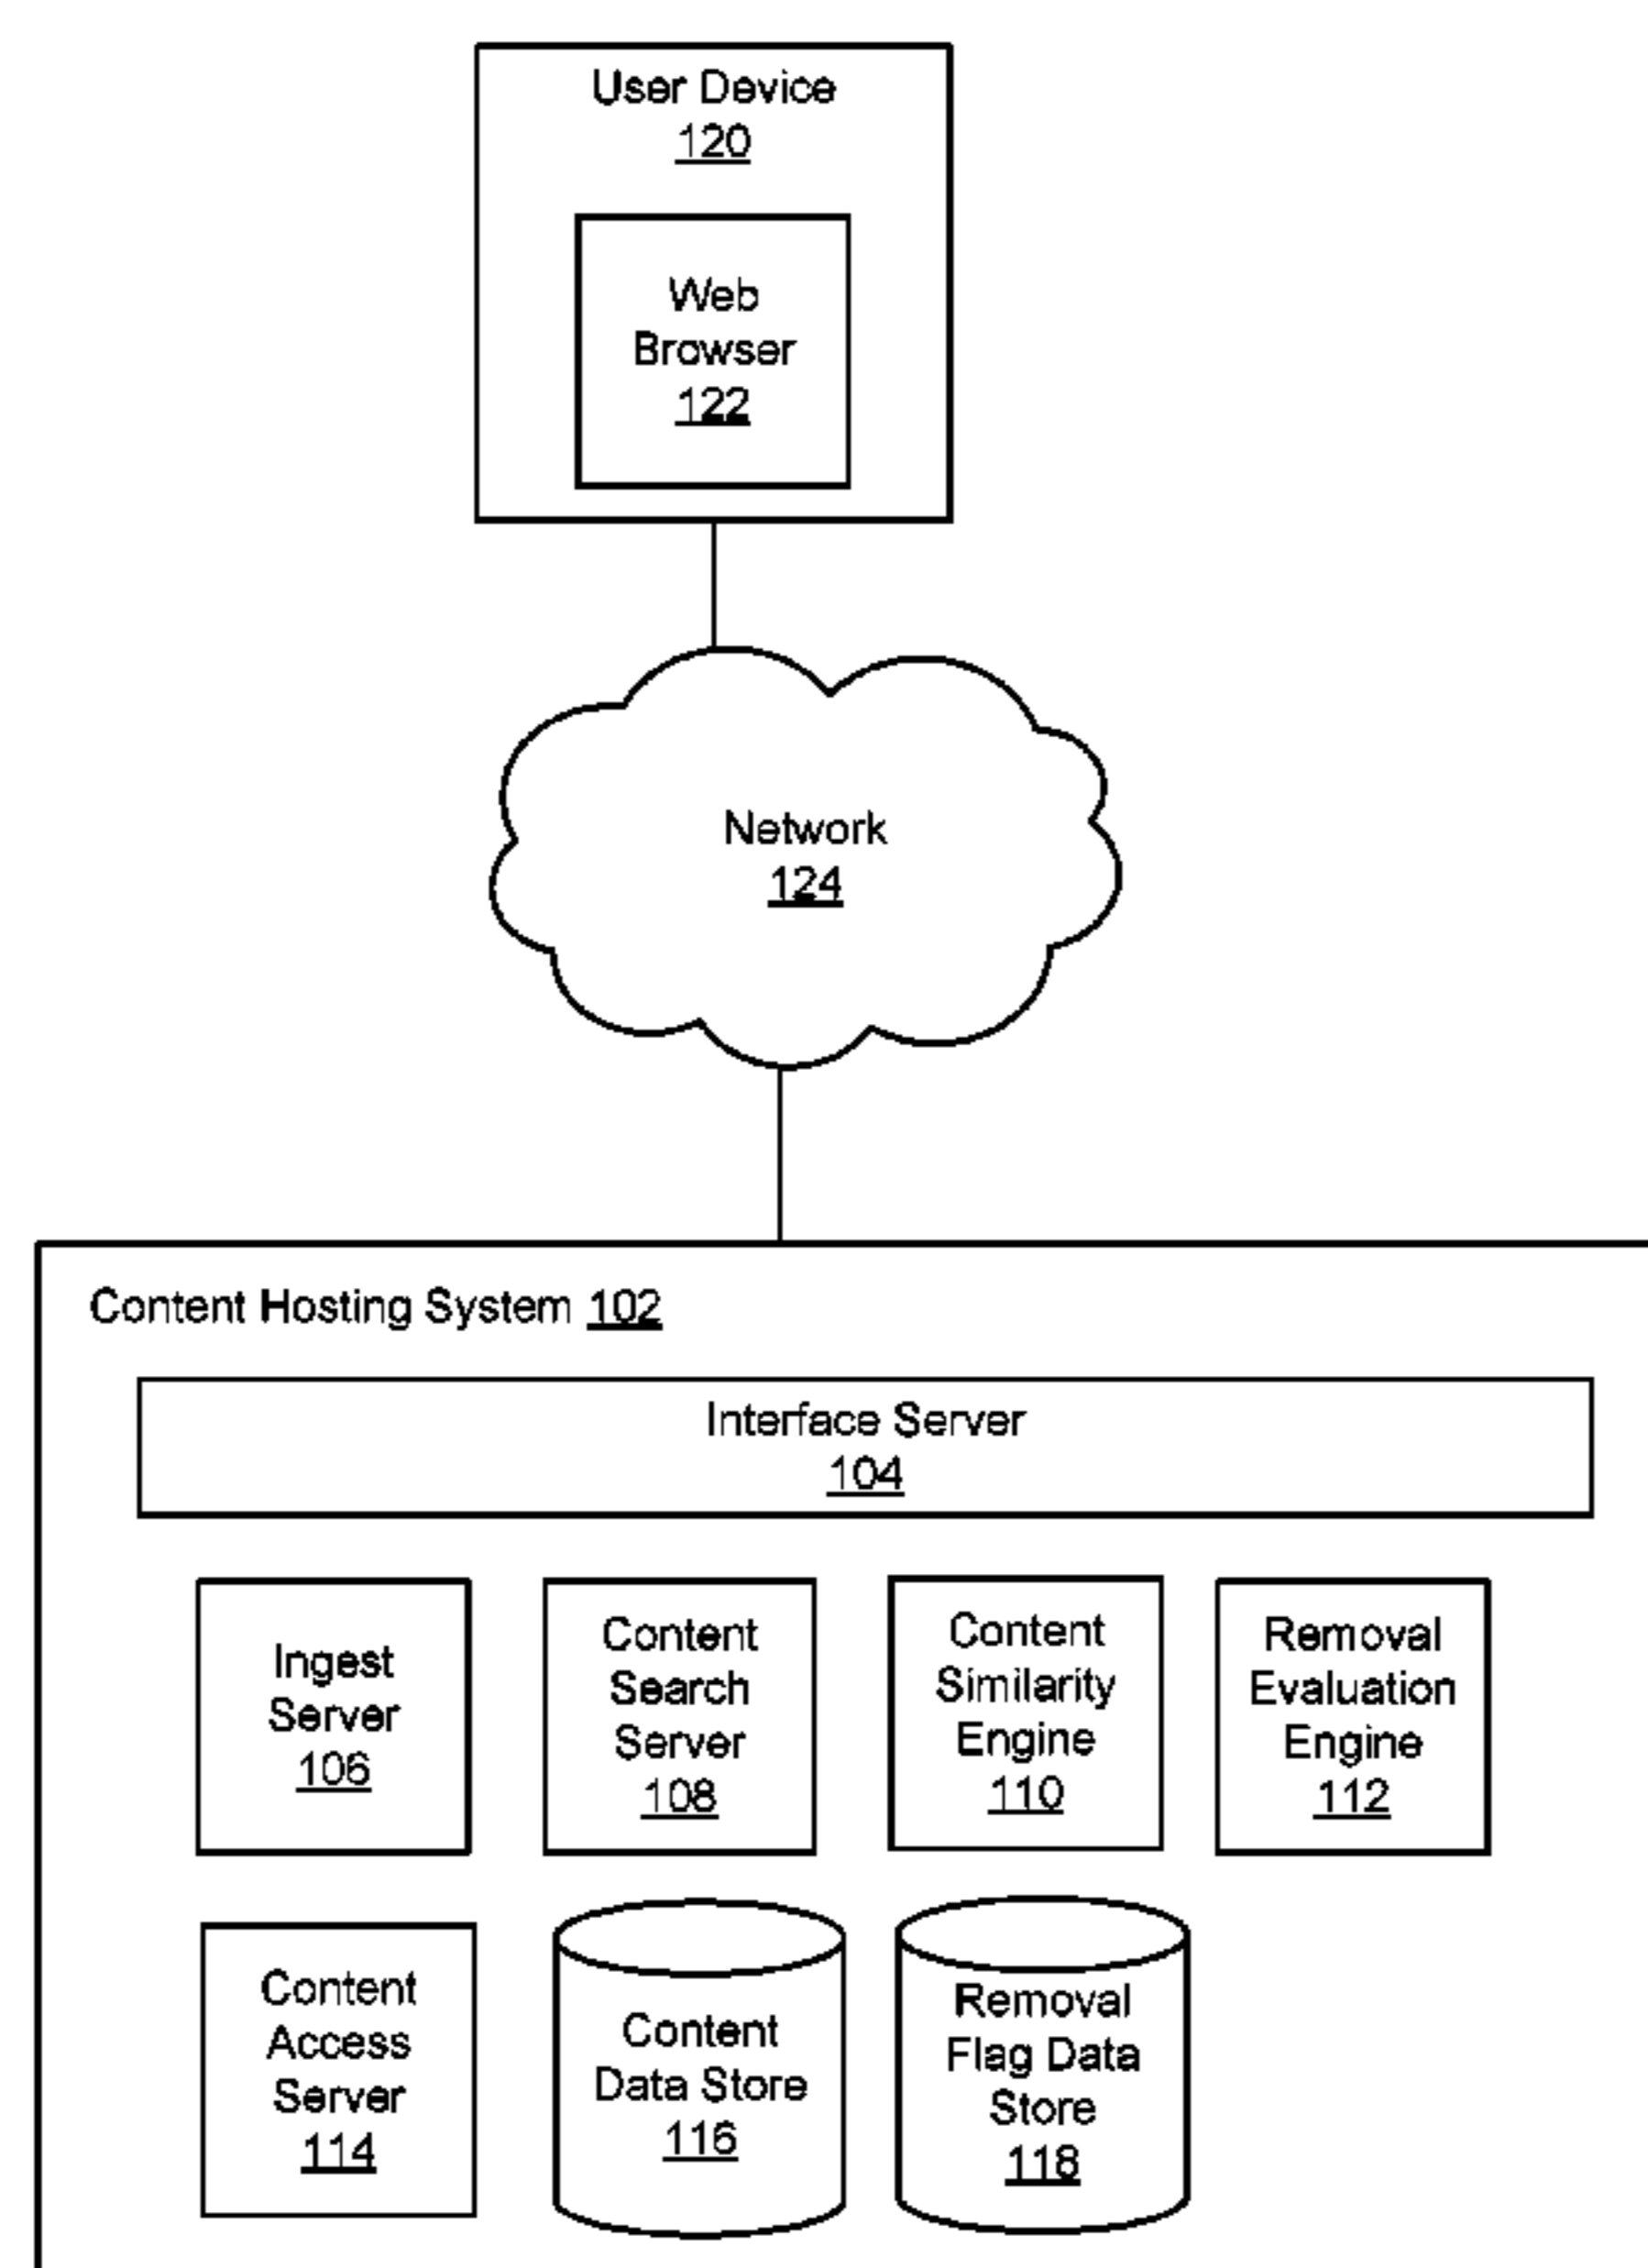 User Device
120
Web
Browser
122
Network
124
Content Hosting System 102
Interface Server
104
Ingest
Server
106
Content
Search
Server
108
Content
Similarity
Engine
110
Removal
Evaluation
Engine
112
Content
Access
Server
114
Content
Data Store
116
Removal
Flag Data
Store
118